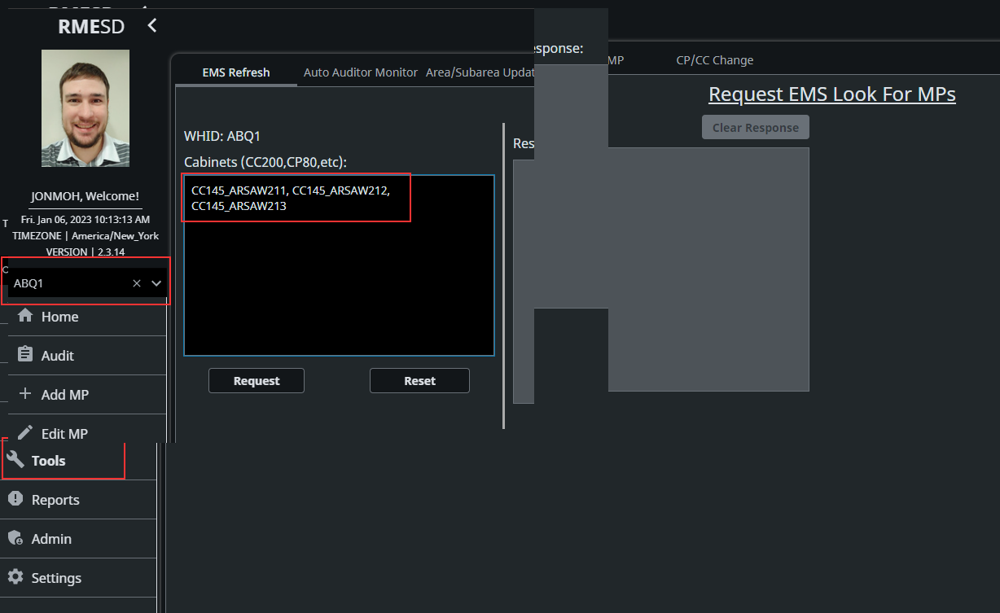 RMESD
JONMOH, Welcome!
Fri. Jan 06, 2023 10:13:13 AM
TIMEZONE | America/New_York
VERSION | 2.3.14
ABQ1
Home
Audit
Add MP
Edit MP
Tools
Reports
Admin
Settings
EMS Refresh
Auto Auditor Monitor
Area/Subarea Updat
esponse:
MP
CP/CC Change
Request EMS Look For MPs
Clear Response
WHID: ABQ1
Cabinets (CC200,CP80,etc):
CC145_ARSAW211, CC145_ARSAW212,
CC145_ARSAW213
Request
Reset
Res